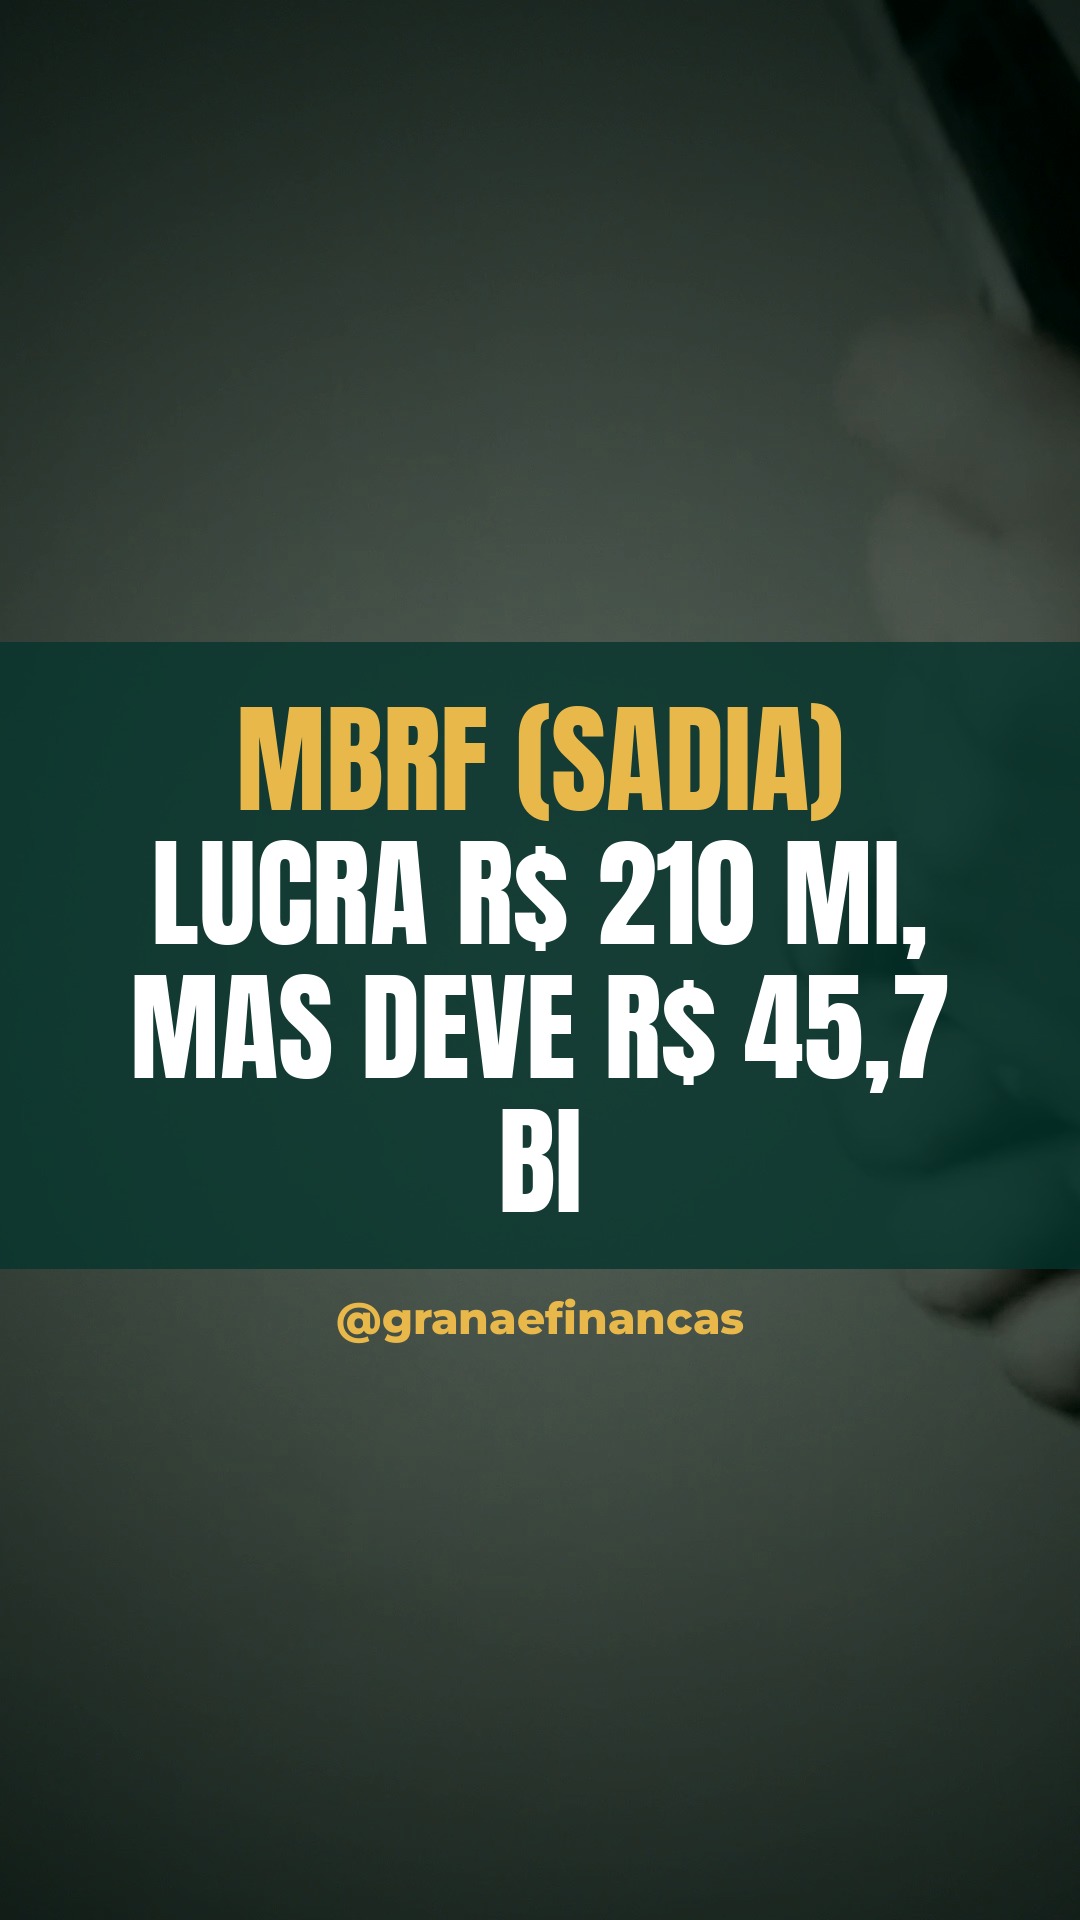 MBRF (SADIA)
LUCRA R$ 210 MI,
MAS DEVE R$ 45,7
BI
@granaefinancas